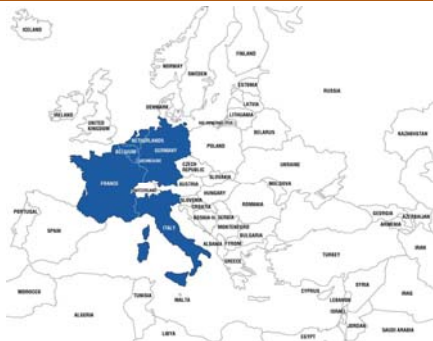 ICELAND
FINLAND
NORWAY
SWEDEN
ESTONIA
RUSSIA
LATVIA
DENMARK
LITHUANIA
IRELAND
UNITED
KINGDOM
BELARUS
NETHERLANDS
POLAND
KAZAKHSTAN
BELGIUM
GERMANY
LUXEMBOURG
CZECH
REPUBLIC
UKRAINE
SLOVAKIA
FRANCE
AUSTRIA
MOLDOVA
SWITZERLAND
HUNGARY
SLOVENIA
ROMANIA
CROATIA
BOSNIA-H.
SERBIA
PORTUGAL
ITALY
MONTENEGRO
GEORGIA
AZERBAIJAN
SPAIN
BULGARIA
ARMENIA
ALBANIA
FYROM
GREECE
TURKEY
IRAN
CYPRUS
SYRIA
MOROCCO
TUNISIA
MALTA
LEBANON
IRAQ
ALGERIA
ISRAEL
JORDAN
LIBYA
EGYPT
SAUDI ARABIA